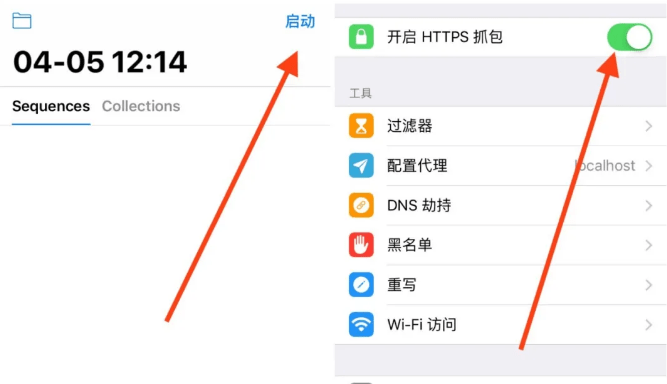 启动
04-05 12:14
Sequences Collections
开启 HTTPS 抓包
工具
过滤器
配置代理 localhost
DNS 劫持
黑名单
重写
Wi-Fi 访问